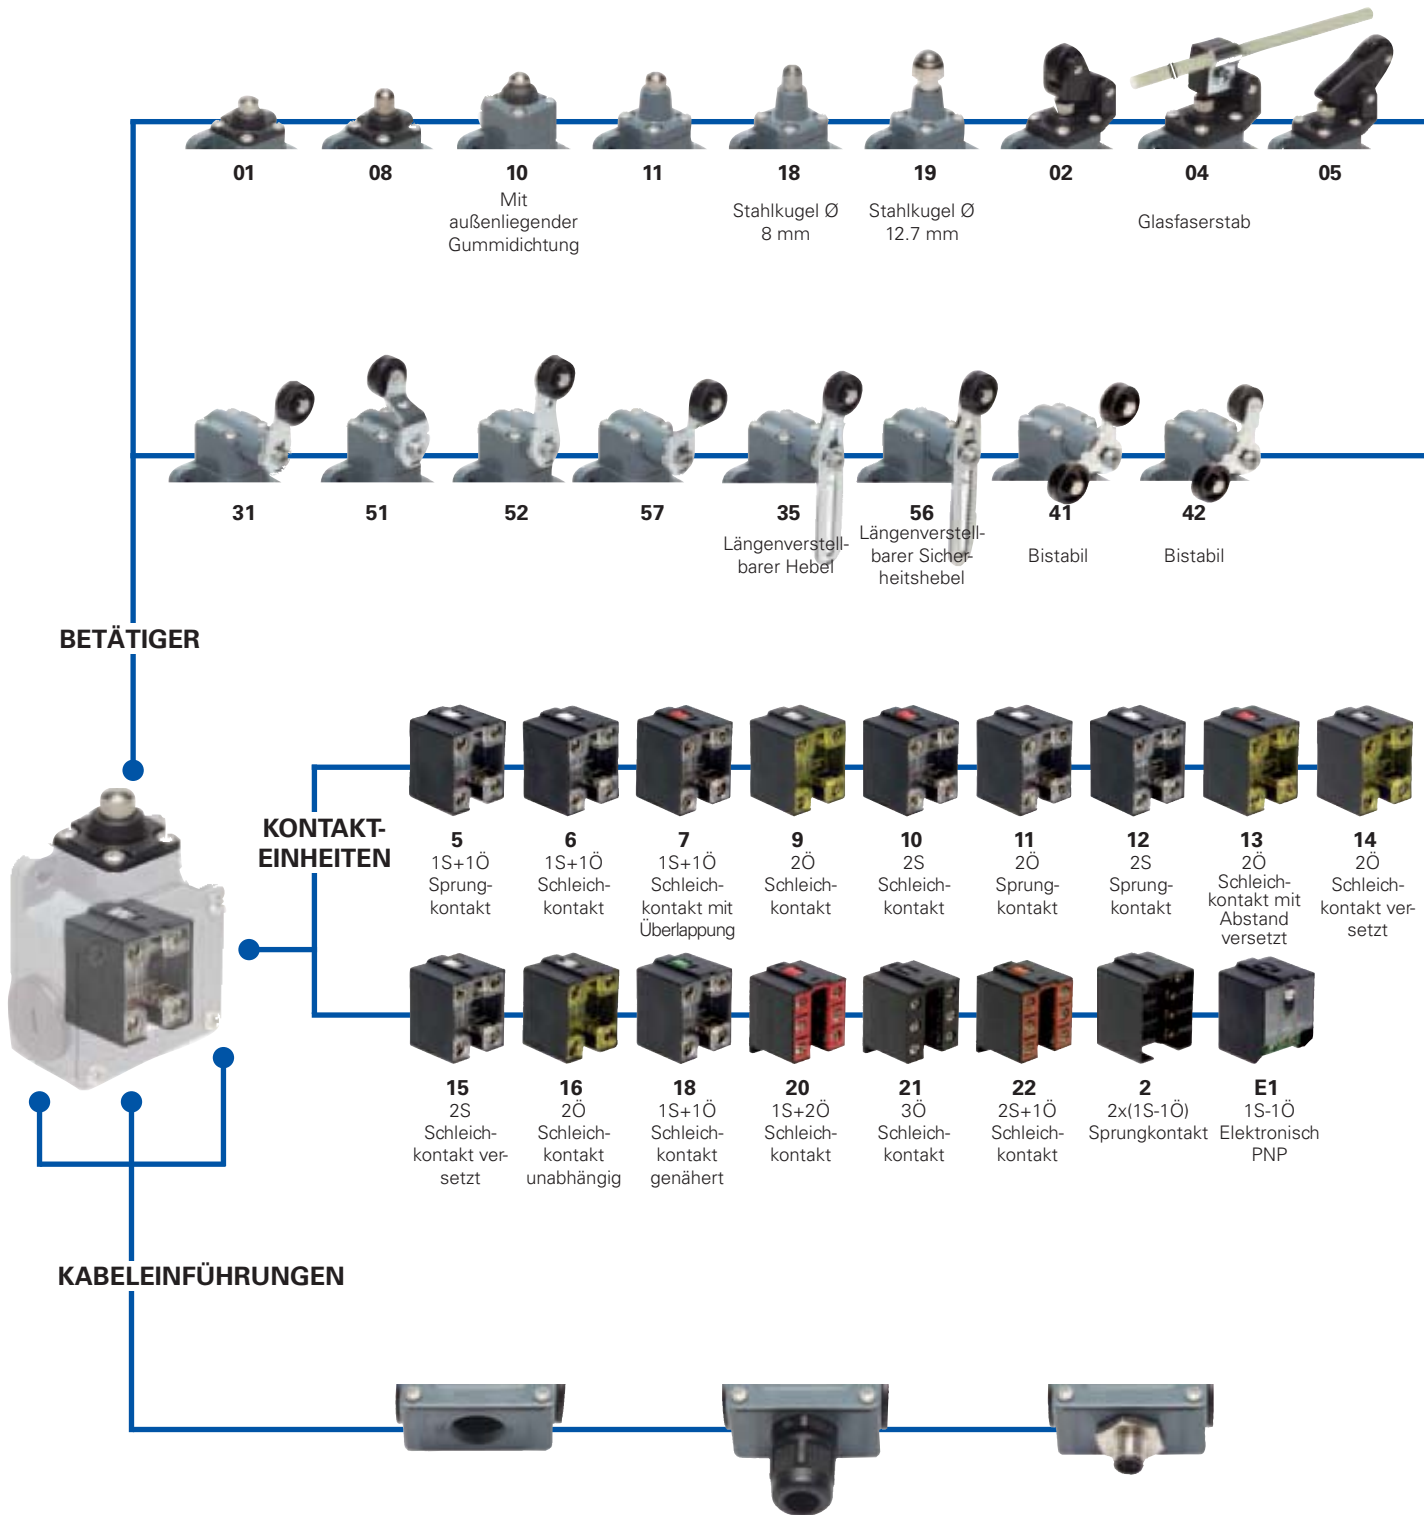 01
08
10
11
18
19
02
04
05
Mit
außenliegender
Gummidichtung
Stahlkugel Ø
8 mm
Stahlkugel Ø
12.7 mm
Glasfaserstab
31
51
52
57
35
56
41
42
Längenverstell-
barer Hebel
Längenverstell-
barer Sicher-
heitshebel
Bistabil
Bistabil
BETÄTIGER
KONTAKT-
EINHEITEN
5
1S+1Ö
Sprung-
kontakt
6
1S+1Ö
Schleich-
kontakt
7
1S+1Ö
Schleich-
kontakt mit
Überlappung
9
2Ö
Schleich-
kontakt
10
2S
Schleich-
kontakt
11
2Ö
Sprung-
kontakt
12
2S
Sprung-
kontakt
13
2Ö
Schleich-
kontakt mit
Abstand
versetzt
14
2Ö
Schleich-
kontakt ver-
setzt
15
2S
Schleich-
kontakt ver-
setzt
16
2Ö
Schleich-
kontakt
unabhängig
18
1S+1Ö
Schleich-
kontakt
genähert
20
1S+2Ö
Schleich-
kontakt
21
3Ö
Schleich-
kontakt
22
2S+1Ö
Schleich-
kontakt
2
2x(1S-1Ö)
Sprungkontakt
E1
1S-1Ö
Elektronisch
PNP
KABELEINFÜHRUNGEN